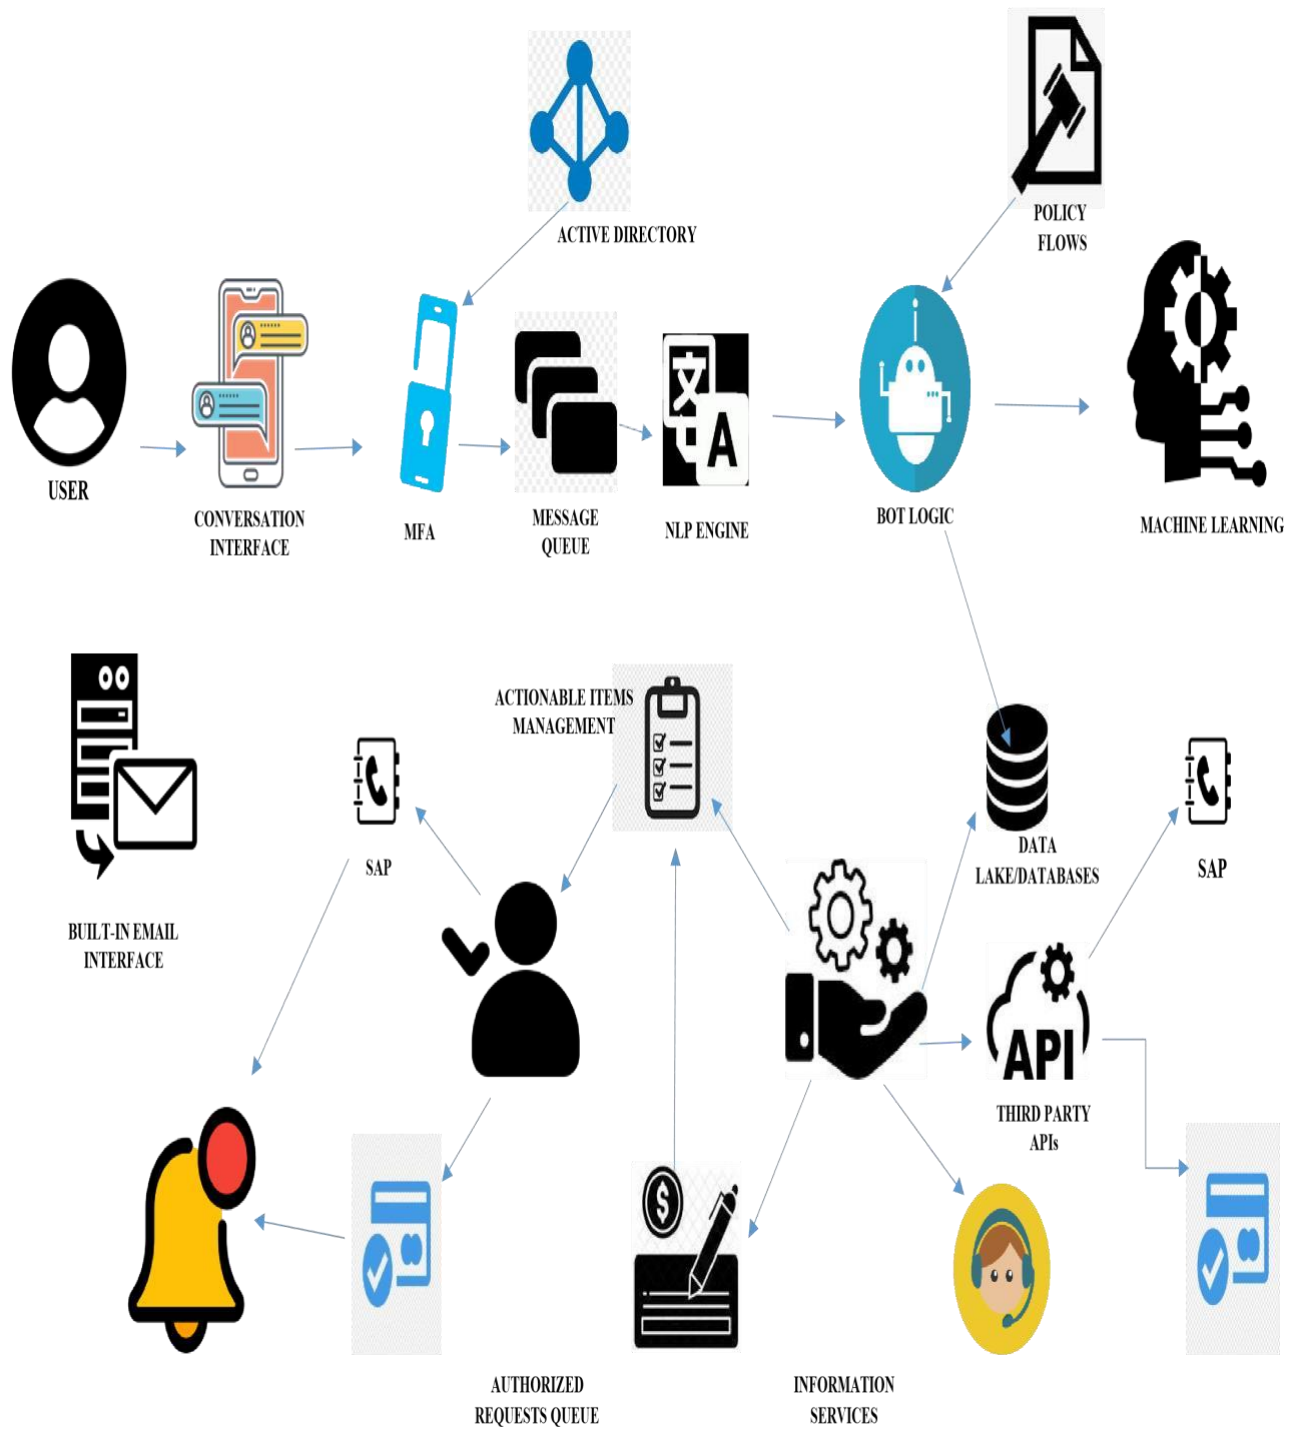 ACTIVE DIRECTORY
POLICY
FLOWS
文
A
USER
CONVERSATION
INTERFACE
MFA
MESSAGE
QUEUE
NLP ENGINE
BOT LOGIC
MACHINE LEARNING
ACTIONABLE ITEMS
MANAGEMENT
SAP
DATA
LAKE/DATABASES
SAP
BUILT-IN EMAIL
INTERFACE
API
THIRD PARTY
APIs
$
AUTHORIZED
REQUESTS QUEUE
INFORMATION
SERVICES